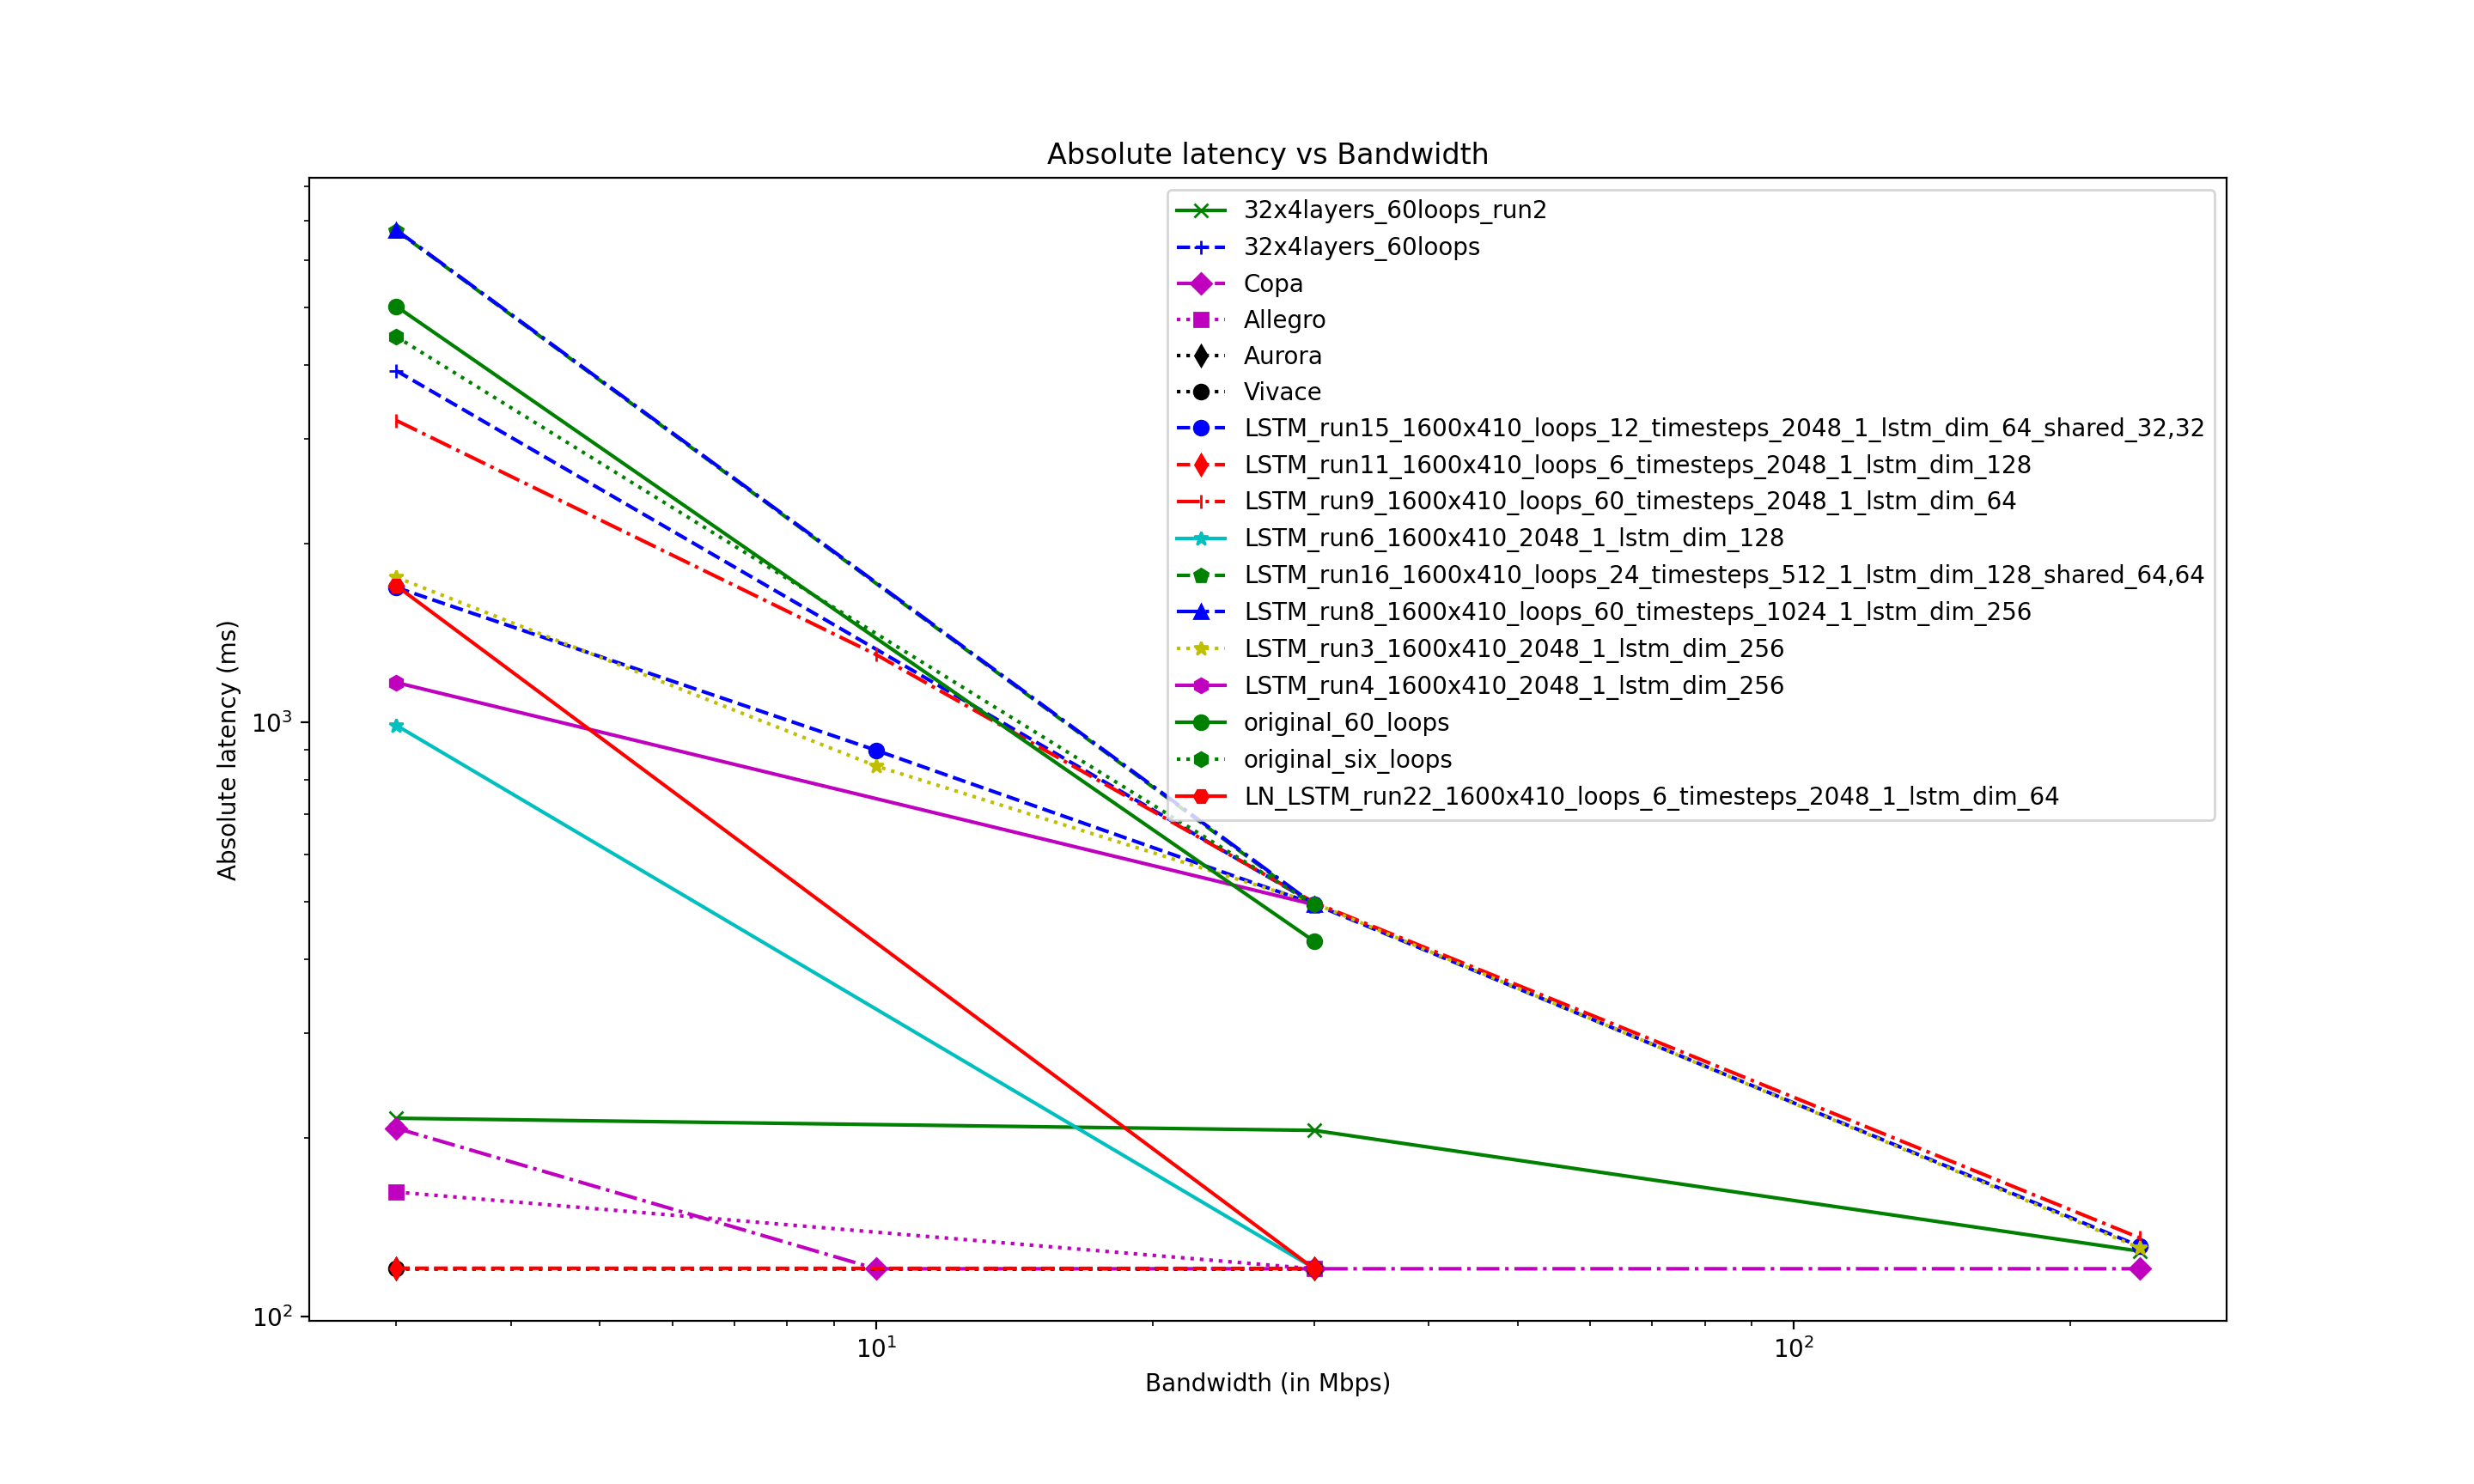 Absolute latency vs Bandwidth
32x4layers_60loops_run2
32x4layers_60loops
Copa
Allegro
Aurora
Vivace
LSTM_run15_1600x410_loops_12_timesteps_2048_1_lstm_dim_64_shared_32,32
LSTM_run11_1600x410_loops_6_timesteps_2048_1_lstm_dim_128
LSTM_run9_1600x410_loops_60_timesteps_2048_1_lstm_dim_64
LSTM_run6_1600x410_2048_1_lstm_dim_128
LSTM_run16_1600x410_loops_24_timesteps_512_1_lstm_dim_128_shared_64,64
LSTM_run8_1600x410_loops_60_timesteps_1024_1_lstm_dim_256
LSTM_run3_1600x410_2048_1_lstm_dim_256
LSTM_run4_1600x410_2048_1_lstm_dim_256
original_60_loops
original_six_loops
LN_LSTM_run22_1600x410_loops_6_timesteps_2048_1_lstm_dim_64
Absolute latency (ms)
10³
10²
10¹
10²
Bandwidth (in Mbps)